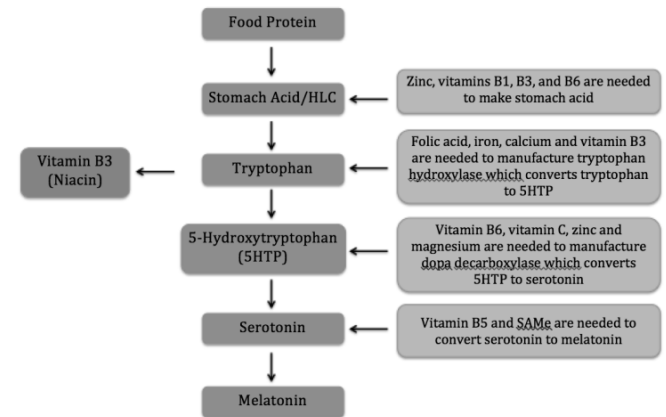 Food Protein
Stomach Acid/HLC
Zinc, vitamins B1, B3, and B6 are needed
to make stomach acid
Vitamin B3
(Niacin)
Tryptophan
Folic acid, iron, calcium and vitamin B3
are needed to manufacture tryptophan
hydroxylase which converts tryptophan
to 5HTP
5-Hydroxytryptophan
(5HTP)
Vitamin B6, vitamin C, zinc and
magnesium are needed to manufacture
dopa decarboxylase which converts
5HTP to serotonin
Serotonin
Vitamin B5 and SAMe are needed to
convert serotonin to melatonin
Melatonin